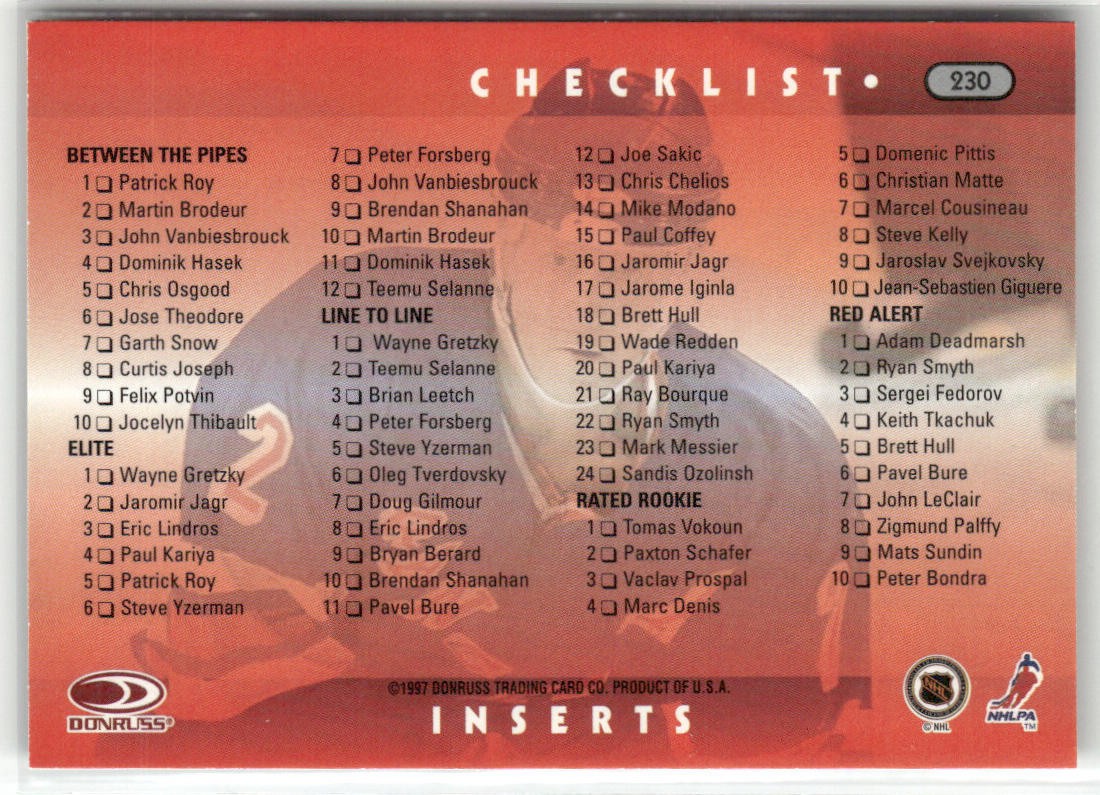 CHECKLIST •
230
BETWEEN THE PIPES
1 ❏ Patrick Roy
2 ❏ Martin Brodeur
3 ❏ John Vanbiesbrouck
4 ❏ Dominik Hasek
5 ❏ Chris Osgood
6 ❏ Jose Theodore
7 ❏ Garth Snow
8 ❏ Curtis Joseph
9 ❏ Felix Potvin
10 ❏ Jocelyn Thibault
ELITE
1 ❏ Wayne Gretzky
2 ❏ Jaromir Jagr
3 ❏ Eric Lindros
4 ❏ Paul Kariya
5 ❏ Patrick Roy
6 ❏ Steve Yzerman
7 ❏ Peter Forsberg
8 ❏ John Vanbiesbrouck
9 ❏ Brendan Shanahan
10 ❏ Martin Brodeur
11 ❏ Dominik Hasek
12 ❏ Teemu Selanne
LINE TO LINE
1 ❏ Wayne Gretzky
2 ❏ Teemu Selanne
3 ❏ Brian Leetch
4 ❏ Peter Forsberg
5 ❏ Steve Yzerman
6 ❏ Oleg Tverdovsky
7 ❏ Doug Gilmour
8 ❏ Eric Lindros
9 ❏ Bryan Berard
10 ❏ Brendan Shanahan
11 ❏ Pavel Bure
12 ❏ Joe Sakic
13 ❏ Chris Chelios
14 ❏ Mike Modano
15 ❏ Paul Coffey
16 ❏ Jaromir Jagr
17 ❏ Jarome Iginla
18 ❏ Brett Hull
19 ❏ Wade Redden
20 ❏ Paul Kariya
21 ❏ Ray Bourque
22 ❏ Ryan Smyth
23 ❏ Mark Messier
24 ❏ Sandis Ozolinsh
RATED ROOKIE
1 ❏ Tomas Vokoun
2 ❏ Paxton Schafer
3 ❏ Vaclav Prospal
4 ❏ Marc Denis
5 ❏ Domenic Pittis
6 ❏ Christian Matte
7 ❏ Marcel Cousineau
8 ❏ Steve Kelly
9 ❏ Jaroslav Svejkovsky
10 ❏ Jean-Sebastien Giguere
RED ALERT
1 ❏ Adam Deadmarsh
2 ❏ Ryan Smyth
3 ❏ Sergei Fedorov
4 ❏ Keith Tkachuk
5 ❏ Brett Hull
6 ❏ Pavel Bure
7 ❏ John LeClair
8 ❏ Zigmund Palffy
9 ❏ Mats Sundin
10 ❏ Peter Bondra
2
©1997 DONRUSS TRADING CARD CO. PRODUCT OF U.S.A.
INSERTS
DONRUSS®
NHL
© NHL
NHLPA
TM